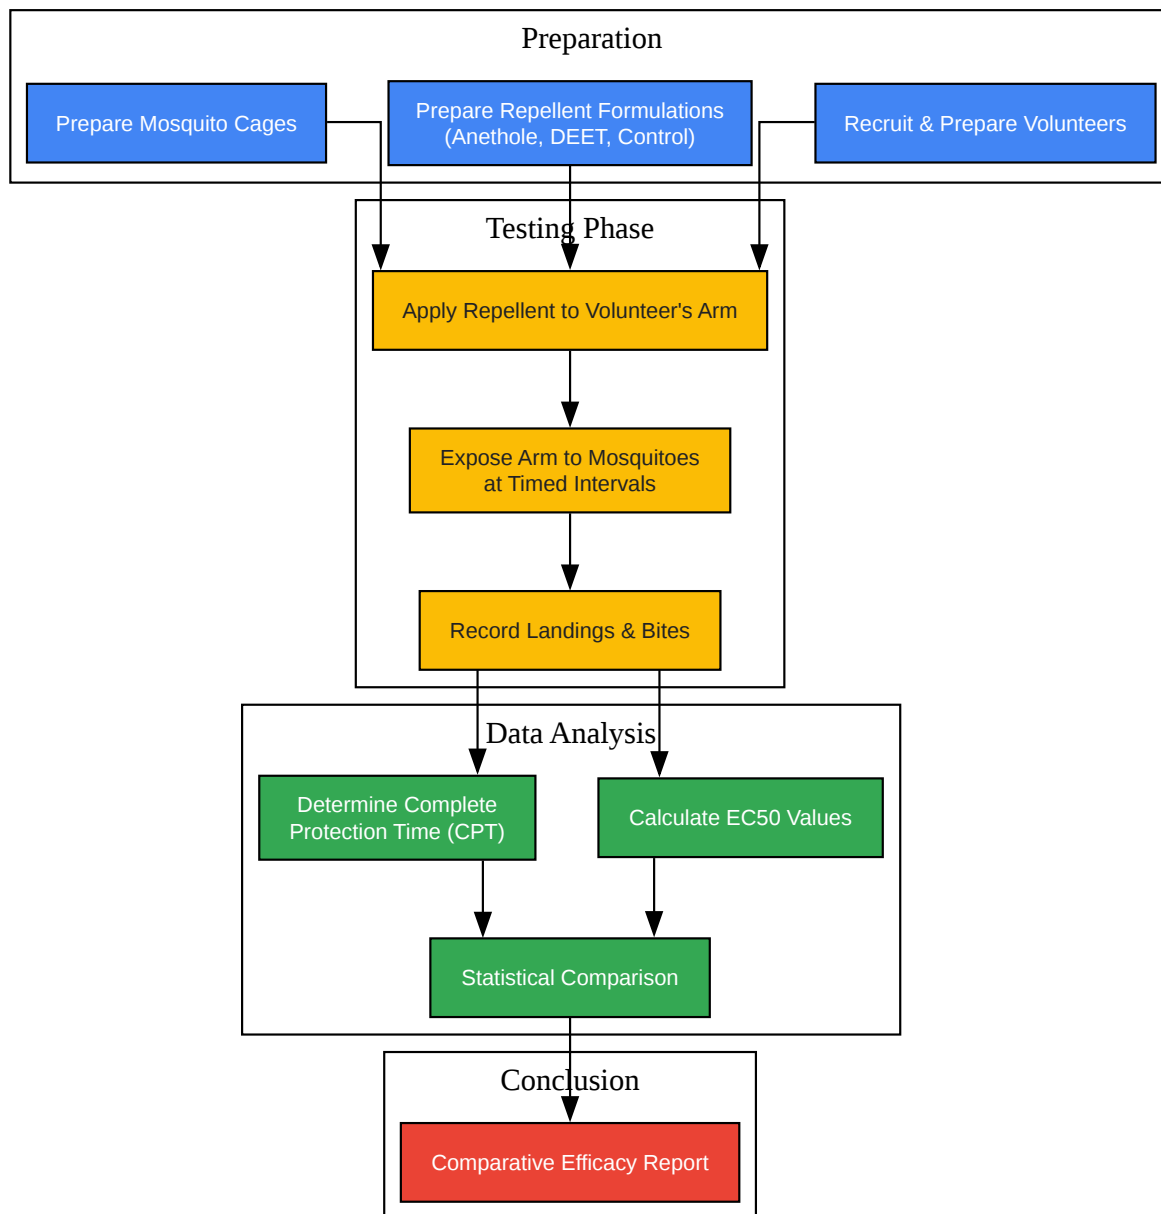 Preparation
Prepare Mosquito Cages
Prepare Repellent Formulations
(Anethole, DEET, Control)
Recruit & Prepare Volunteers
Testing Phase
Apply Repellent to Volunteer's Arm
Expose Arm to Mosquitoes
at Timed Intervals
Record Landings & Bites
Data Analysis
Determine Complete
Protection Time (CPT)
Calculate EC50 Values
Statistical Comparison
Conclusion
Comparative Efficacy Report